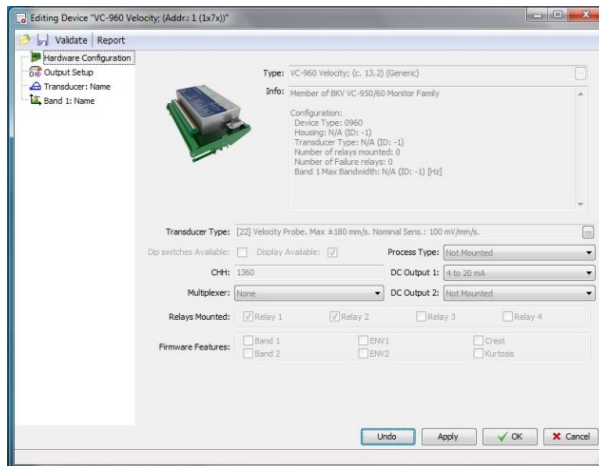 Editing Device "VC-960 Velocity; (Addr.: 1 (1x7x))"
Validate Report
Hardware Configuration
Output Setup
Transducer: Name
Band 1: Name
Type: VC-960 Velocity; (c. 13.2) (Generic)
Info: Member of BKV VC-950/60 Monitor Family
Configuration:
Device Type: 0960
Housing: N/A (ID: -1)
Transducer Type: N/A (ID: -1)
Number of relays mounted: 0
Number of Failure relays: 0
Band 1 Max Bandwidth: N/A (ID: -1) [Hz]
Transducer Type: [22] Velocity Probe. Max ±180 mm/s. Nominal Sens.: 100 mV/mm/s. ...
Dip switches Available: Display Available: Process Type: Not Mounted
CHH: 1360 DC Output 1: 4 to 20 mA
Multiplexer: None DC Output 2: Not Mounted
Relays Mounted: Relay 1 Relay 2 Relay 3 Relay 4
Firmware Features: Band 1 ENV1 Crest
Band 2 ENV2 Kurtosis
Undo Apply OK Cancel